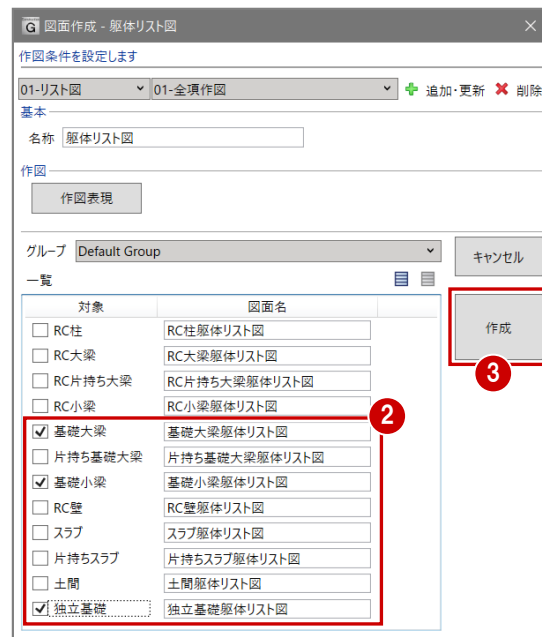 G 図面作成 - 躯体リスト図
作図条件を設定します
01-リスト図 01-全項作図 追加・更新 削除
基本
名称 躯体リスト図
作図
作図表現
グループ Default Group
キャンセル
一覧
対象 図面名
作成
RC柱 RC柱躯体リスト図
RC大梁 RC大梁躯体リスト図
3
RC片持ち大梁 RC片持ち大梁躯体リスト図
RC小梁 RC小梁躯体リスト図
2
基礎大梁 基礎大梁躯体リスト図
片持ち基礎大梁 片持ち基礎大梁躯体リスト図
基礎小梁 基礎小梁躯体リスト図
RC壁 RC壁躯体リスト図
スラブ スラブ躯体リスト図
片持ちスラブ 片持ちスラブ躯体リスト図
土間 土間躯体リスト図
独立基礎 独立基礎躯体リスト図